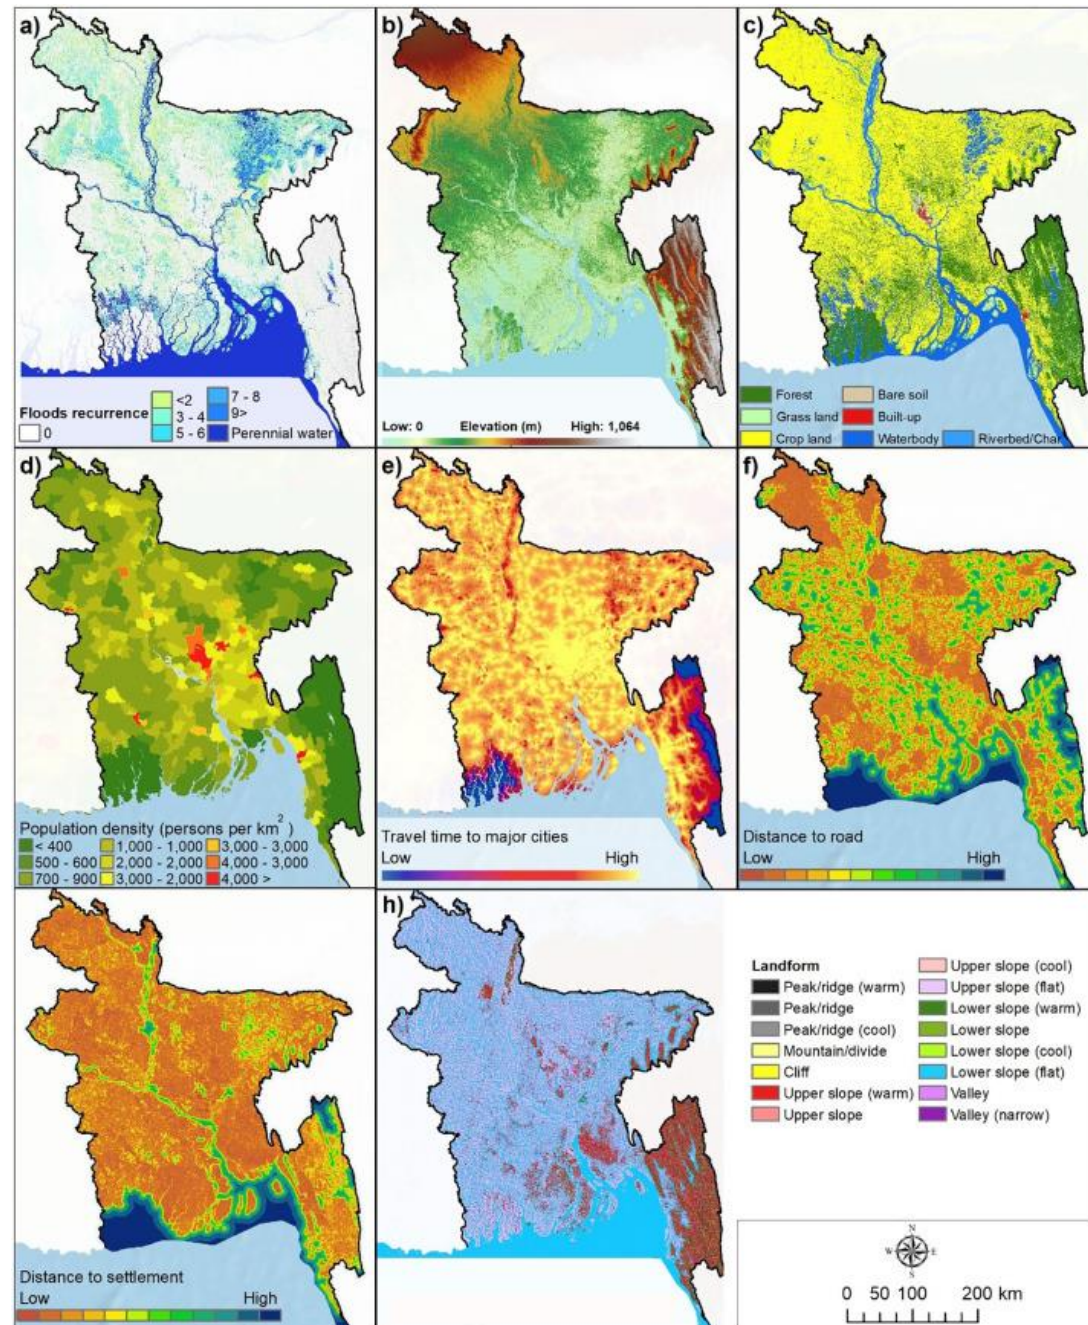 a)
Floods recurrence
0
<2
3 - 4
5 - 6
7 - 8
9>
Perennial water
b)
Low: 0 Elevation (m) High: 1,064
c)
Forest
Grass land
Crop land
Bare soil
Built-up
Waterbody
Riverbed/Char
d)
Population density (persons per km²)
< 400
500 - 600
700 - 900
1,000 - 1,000
2,000 - 2,000
3,000 - 2,000
3,000 - 3,000
4,000 - 3,000
4,000 >
e)
Travel time to major cities
Low High
f)
Distance to road
Low High
Distance to settlement
Low High
h)
Landform
Peak/ridge (warm)
Peak/ridge
Peak/ridge (cool)
Mountain/divide
Cliff
Upper slope (warm)
Upper slope
Upper slope (cool)
Upper slope (flat)
Lower slope (warm)
Lower slope
Lower slope (cool)
Lower slope (flat)
Valley
Valley (narrow)
N
W E
S
0 50 100 200 km